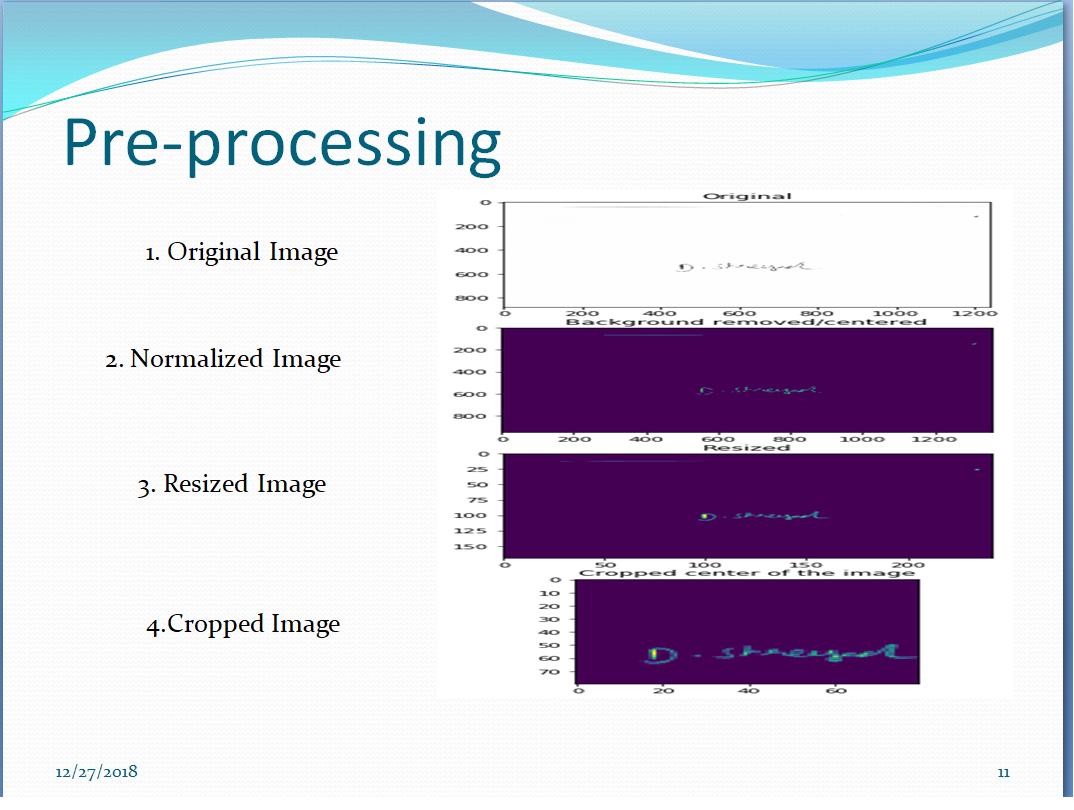 Pre-processing
1. Original Image
2. Normalized Image
3. Resized Image
4.Cropped Image
Original
0
200
400
600
800
0 200 400 600 800 1000 1200
Background removed/centered
0
200
400
600
800
0 200 400 600 800 1000 1200
Resized
0
25
50
75
100
125
150
0 50 100 150 200
Cropped center of the image
0
10
20
30
40
50
60
70
0 20 40 60
12/27/2018
11